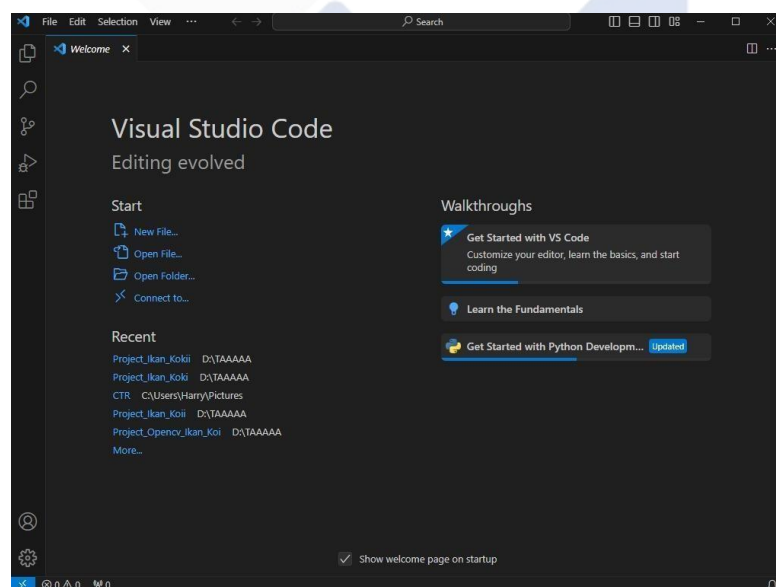 File Edit Selection View ... Search
Welcome
Visual Studio Code
Editing evolved
Start
New File...
Open File...
Open Folder...
Connect to...
Recent
Project_Ikan_Kokii D:\TAAAAA
Project_Ikan_Koki D:\TAAAAA
CTR C:\Users\Harry\Pictures
Project_Ikan_Koii D:\TAAAAA
Project_Opencv_Ikan_Koi D:\TAAAAA
More...
Walkthroughs
Get Started with VS Code
Customize your editor, learn the basics, and start
coding
Learn the Fundamentals
Get Started with Python Developm... Updated
Show welcome page on startup
0 0 0